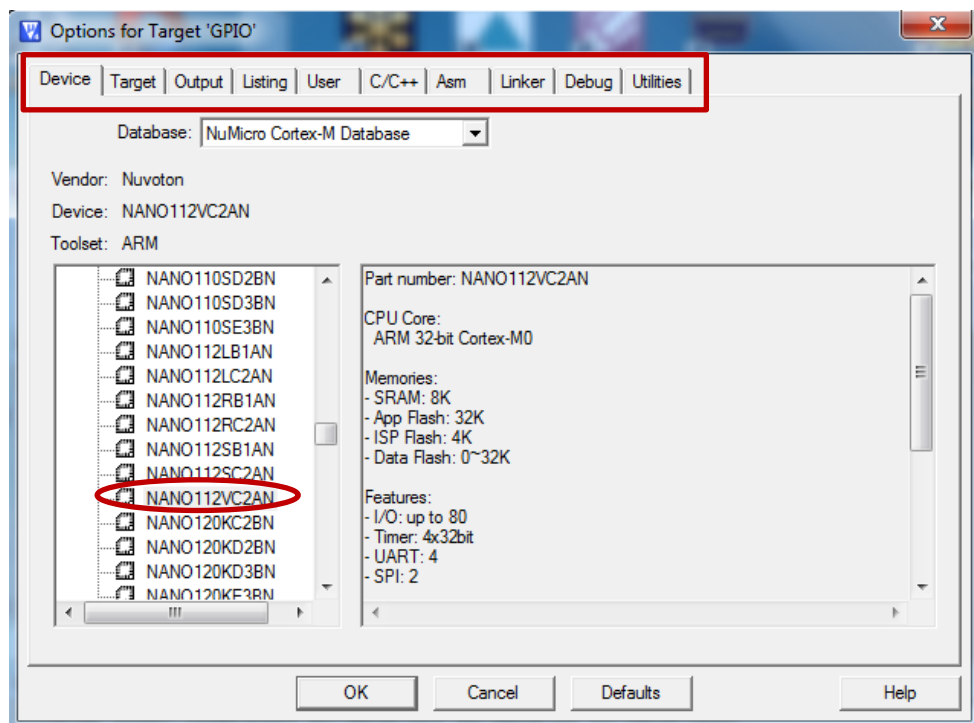 Options for Target 'GPIO'
Device Target Output Listing User C/C++ Asm Linker Debug Utilities
Database: NuMicro Cortex-M Database
Vendor: Nuvoton
Device: NANO112VC2AN
Toolset: ARM
NANO110SD2BN
NANO110SD3BN
NANO110SE3BN
NANO112LB1AN
NANO112LC2AN
NANO112RB1AN
NANO112RC2AN
NANO112SB1AN
NANO112SC2AN
NANO112VC2AN
NANO120KC2BN
NANO120KD2BN
NANO120KD3BN
NANO120KE3BN
Part number: NANO112VC2AN
CPU Core:
ARM 32-bit Cortex-M0
Memories:
- SRAM: 8K
- App Flash: 32K
- ISP Flash: 4K
- Data Flash: 0~32K
Features:
- I/O: up to 80
- Timer: 4x32bit
- UART: 4
- SPI: 2
OK Cancel Defaults Help